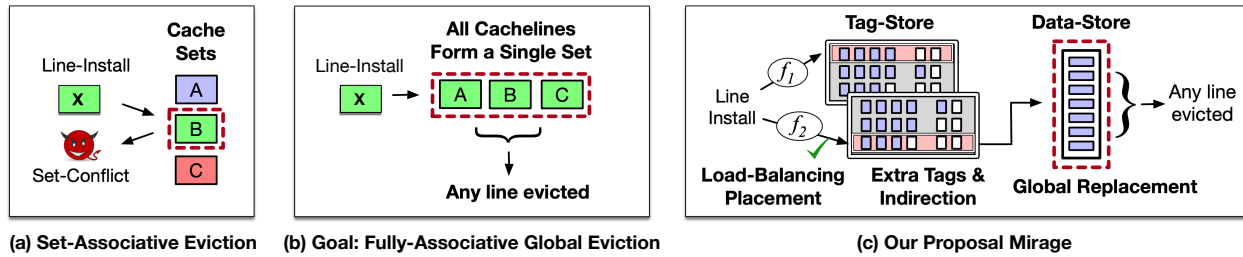 Cache
Sets
Line-Install
X
A
B
C
Set-Conflict
(a) Set-Associative Eviction
All Cachelines
Form a Single Set
Line-Install
X
A B C
Any line evicted
(b) Goal: Fully-Associative Global Eviction
Tag-Store
Data-Store
f1
Line
Install
f2
Any line
evicted
Load-Balancing
Placement
Extra Tags &
Indirection
Global Replacement
(c) Our Proposal Mirage